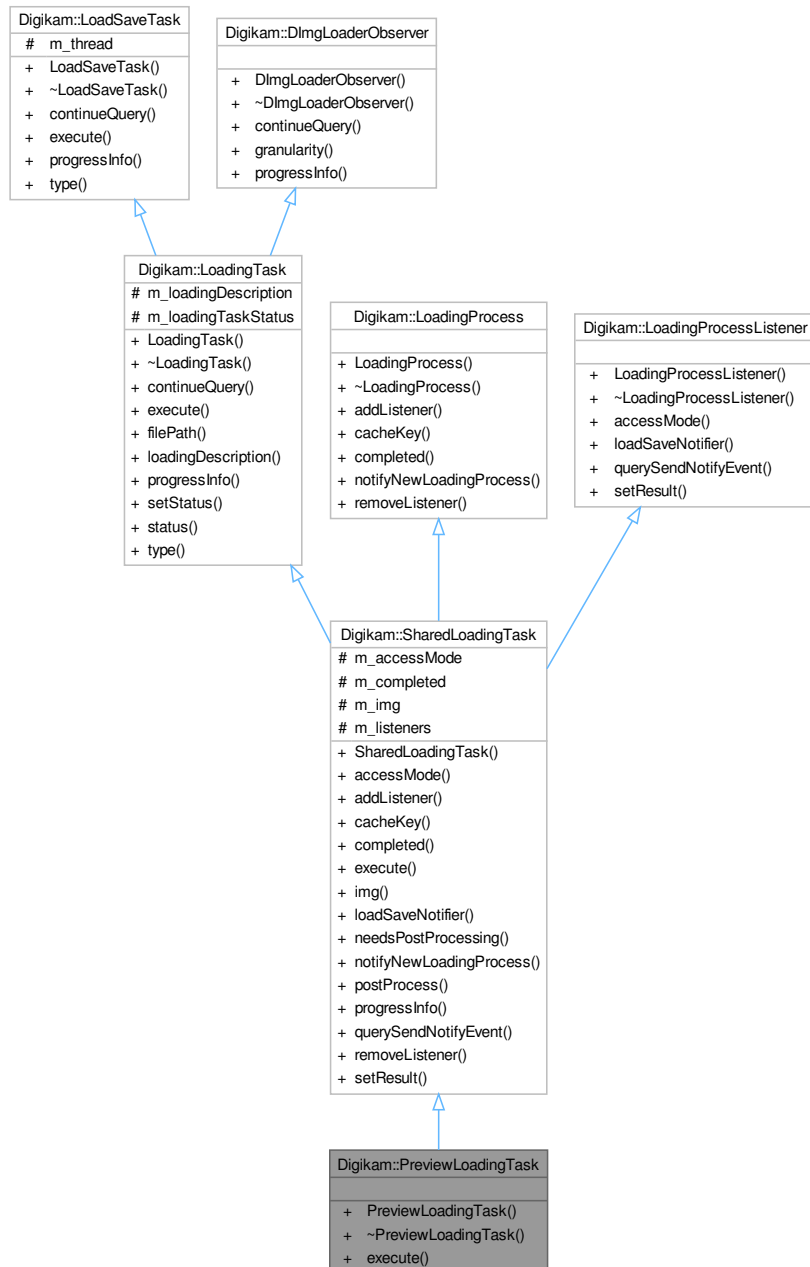 Digikam::LoadSaveTask
# m_thread
+ LoadSaveTask()
+ ~LoadSaveTask()
+ continueQuery()
+ execute()
+ progressInfo()
+ type()
Digikam::DImgLoaderObserver
+ DImgLoaderObserver()
+ ~DImgLoaderObserver()
+ continueQuery()
+ granularity()
+ progressInfo()
Digikam::LoadingTask
# m_loadingDescription
# m_loadingTaskStatus
+ LoadingTask()
+ ~LoadingTask()
+ continueQuery()
+ execute()
+ filePath()
+ loadingDescription()
+ progressInfo()
+ setStatus()
+ status()
+ type()
Digikam::LoadingProcess
+ LoadingProcess()
+ ~LoadingProcess()
+ addListener()
+ cacheKey()
+ completed()
+ notifyNewLoadingProcess()
+ removeListener()
Digikam::LoadingProcessListener
+ LoadingProcessListener()
+ ~LoadingProcessListener()
+ accessMode()
+ loadSaveNotifier()
+ querySendNotifyEvent()
+ setResult()
Digikam::SharedLoadingTask
# m_accessMode
# m_completed
# m_img
# m_listeners
+ SharedLoadingTask()
+ accessMode()
+ addListener()
+ cacheKey()
+ completed()
+ execute()
+ img()
+ loadSaveNotifier()
+ needsPostProcessing()
+ notifyNewLoadingProcess()
+ postProcess()
+ progressInfo()
+ querySendNotifyEvent()
+ removeListener()
+ setResult()
Digikam::PreviewLoadingTask
+ PreviewLoadingTask()
+ ~PreviewLoadingTask()
+ execute()